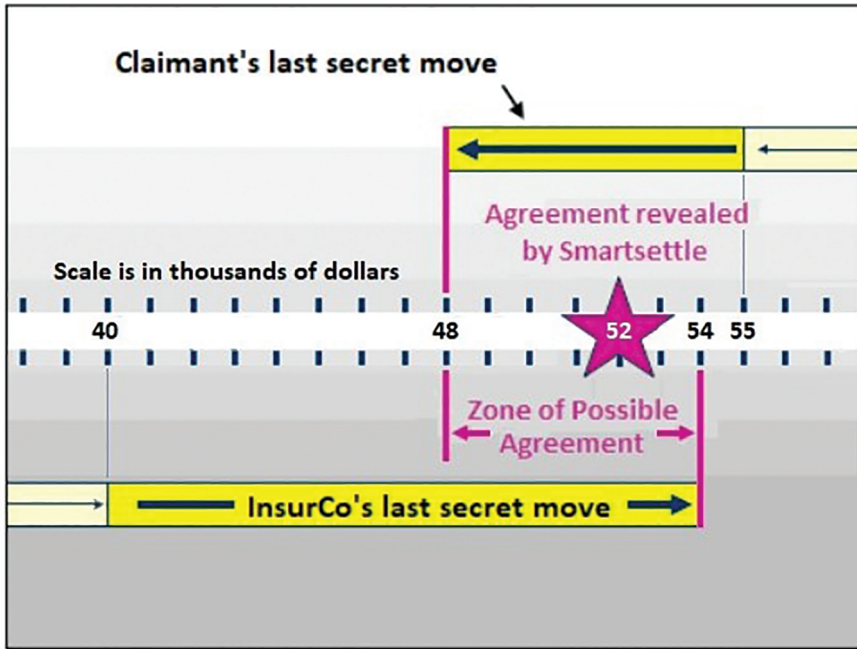 Claimant's last secret move
Agreement revealed
by Smartsettle
Scale is in thousands of dollars
40 48 52 54 55
Zone of Possible
Agreement
InsurCo's last secret move